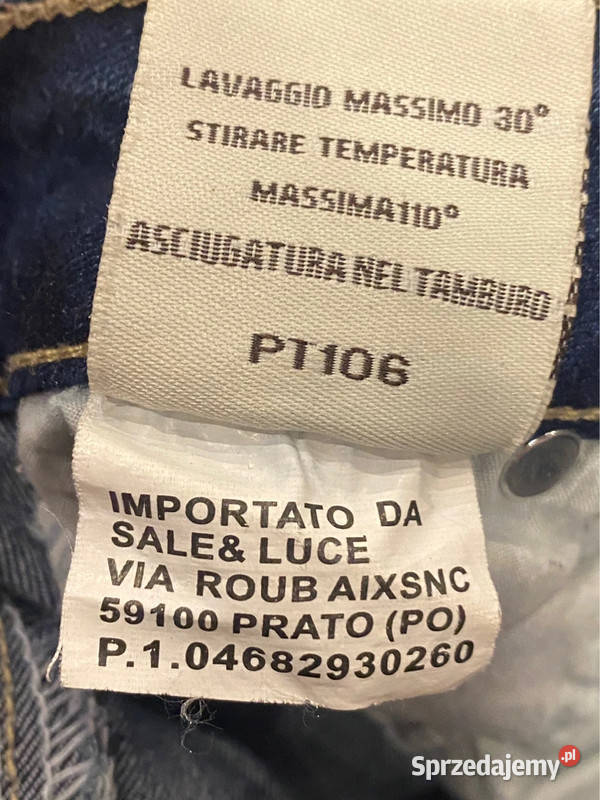 LAVAGGIO MASSIMO 30°
STIRARE TEMPERATURA
MASSIMA110°
ASCIUGATURA NEL TAMBURO
PT106
IMPORTATO DA
SALE& LUCE
VIA ROUB AIXSNC
59100 PRATO (PO)
P.1.04682930260
Sprzedajemy.pl